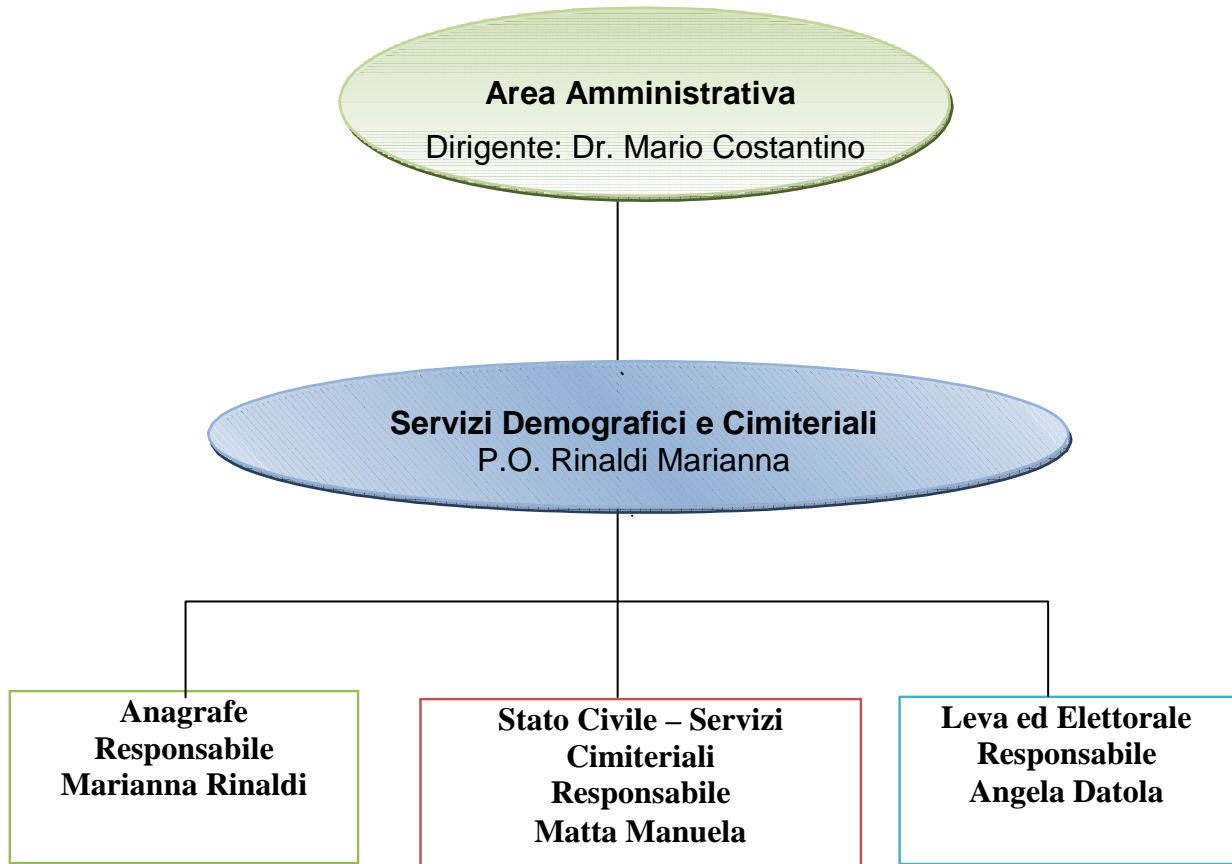 Area Amministrativa
Dirigente: Dr. Mario Costantino
Servizi Demografici e Cimiteriali
P.O. Rinaldi Marianna
Anagrafe
Responsabile
Marianna Rinaldi
Stato Civile – Servizi
Cimiteriali
Responsabile
Matta Manuela
Leva ed Elettorale
Responsabile
Angela Datola